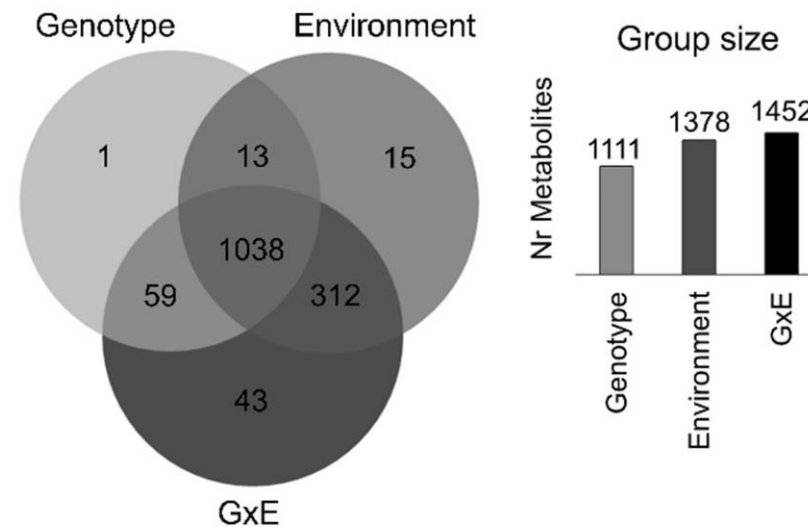 Genotype
Environment
1
13
15
1038
59
312
43
GxE
Group size
Nr Metabolites
1111
1378
1452
Genotype
Environment
GxE